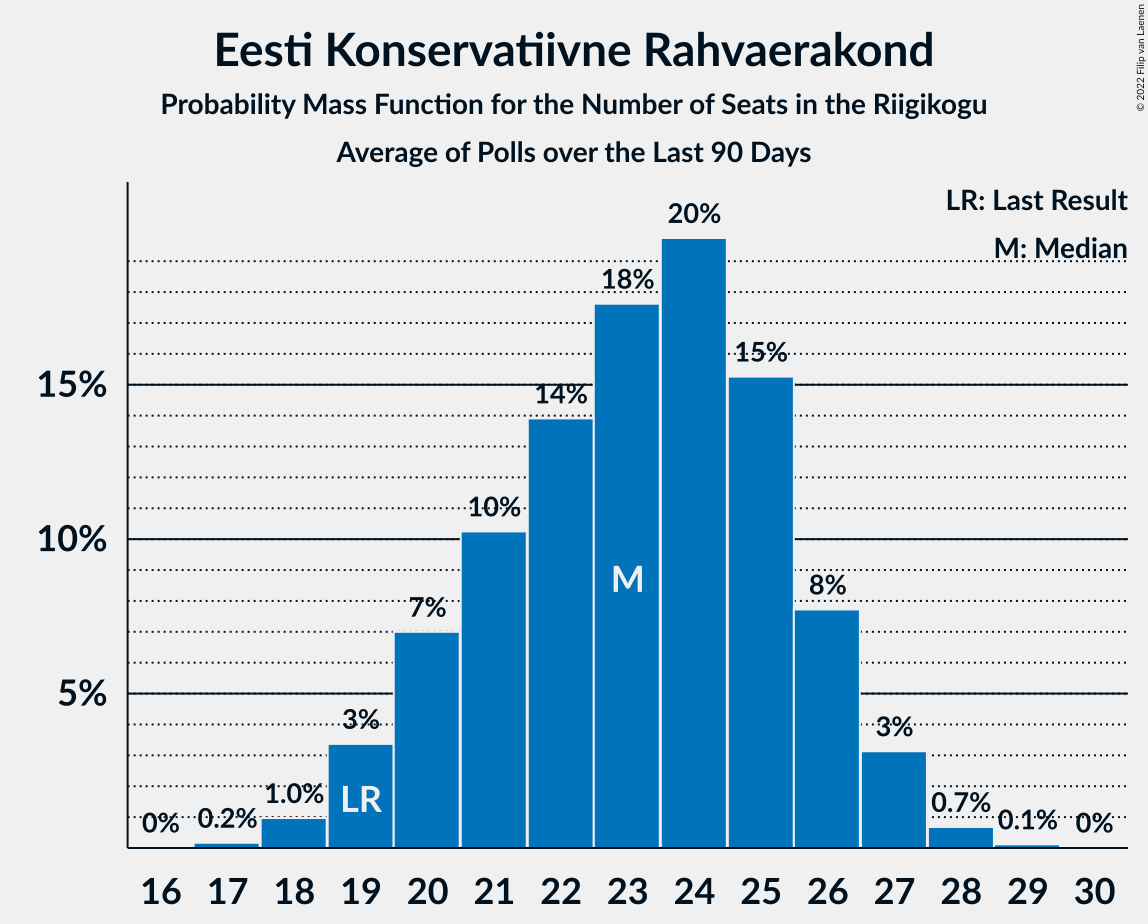 Eesti Konservatiivne Rahvaerakond
Probability Mass Function for the Number of Seats in the Riigikogu
Average of Polls over the Last 90 Days
© 2022 Filip van Laenen
LR: Last Result
M: Median
15%
10%
5%
0%
0.2%
1.0%
3%
7%
10%
14%
18%
20%
15%
8%
3%
0.7%
0.1%
0%
LR
M
16 17 18 19 20 21 22 23 24 25 26 27 28 29 30